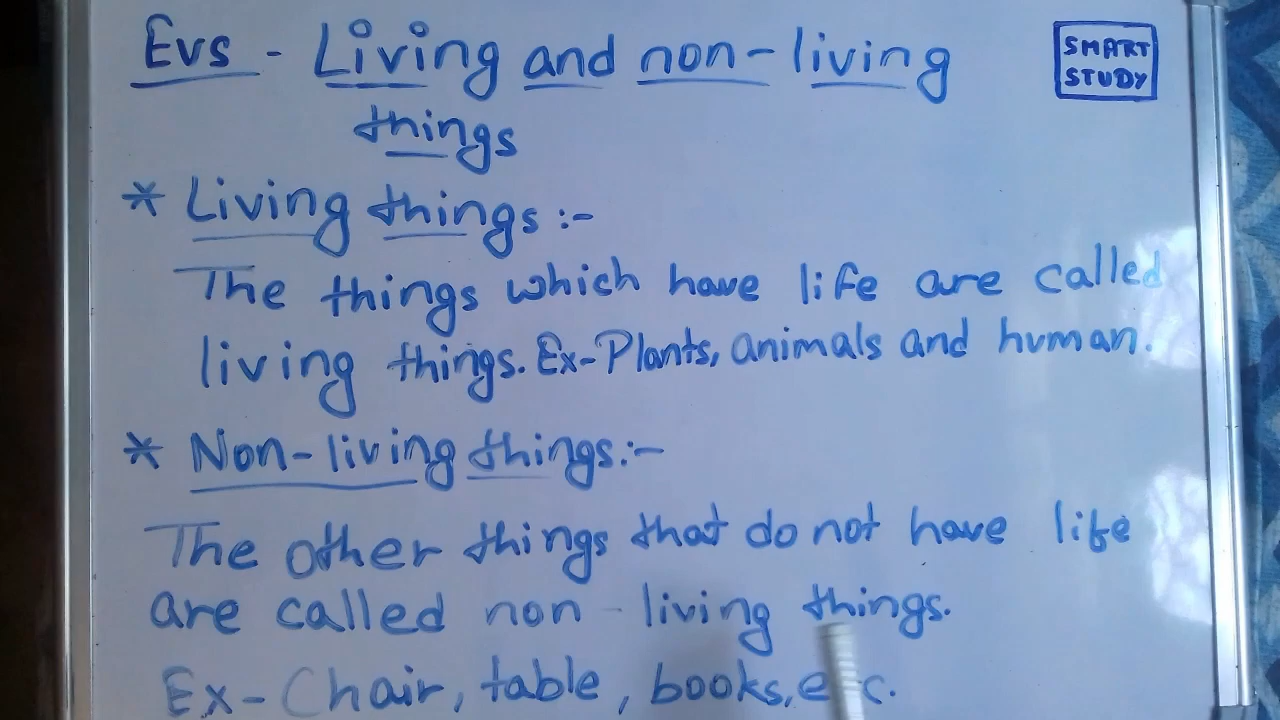 Evs - Living and non-living
things
SMART
STUDY
* Living things :-
The things which have life are called
living things. Ex-Plants, animals and human.
* Non-living things:-
The other things that do not have life
are called non-living things.
Ex-Chair, table, books, etc.